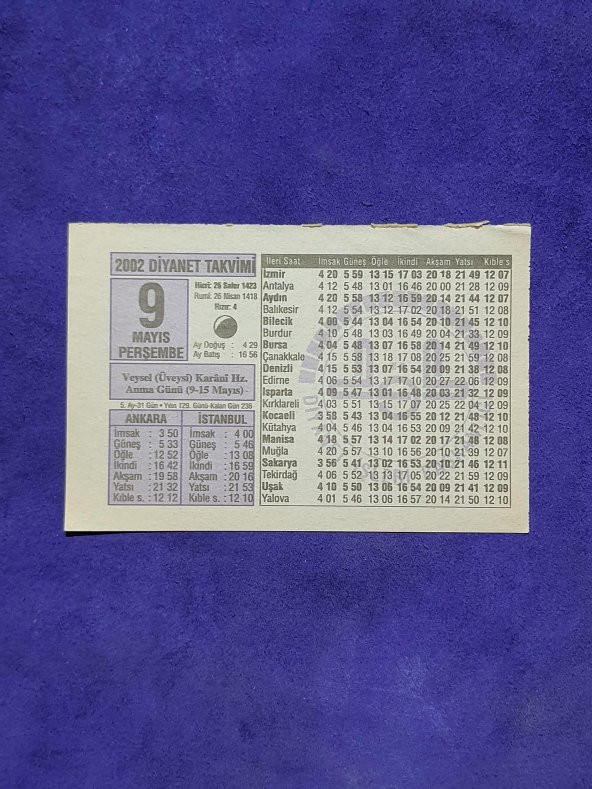 2002 DİYANET TAKVİMİ
9
MAYIS
PERŞEMBE
Hicri: 26 Safer 1423
Rumi: 26 Nisan 1418
Hızır: 4
Ay Doğuş : 4 29
Ay Batış : 16 56
Veysel (Üveysi) Karânî Hz.
Anma Günü (9-15 Mayıs)
5. Ay-31 Gün • Yılın 129. Günü-Kalan Gün 236
ANKARA
İmsak : 3 50
Güneş : 5 33
Öğle : 12 52
İkindi : 16 42
Akşam : 19 58
Yatsı : 21 32
Kıble s. : 12 12
İSTANBUL
İmsak : 4 00
Güneş : 5 46
Öğle : 13 08
İkindi : 16 59
Akşam : 20 16
Yatsı : 21 53
Kıble s. : 12 10
İleri Saat İmsak Güneş Öğle İkindi Akşam Yatsı Kıble s
İzmir 4 20 5 59 13 15 17 03 20 18 21 49 12 07
Antalya 4 12 5 48 13 01 16 46 20 00 21 28 12 09
Aydın 4 20 5 58 13 12 16 59 20 14 21 44 12 07
Balıkesir 4 12 5 54 13 12 17 02 20 18 21 51 12 08
Bilecik 4 00 5 44 13 04 16 54 20 10 21 45 12 10
Burdur 4 10 5 48 13 03 16 49 20 04 21 33 12 09
Bursa 4 04 5 48 13 07 16 58 20 14 21 49 12 10
Çanakkale 4 15 5 58 13 18 17 08 20 25 21 59 12 08
Denizli 4 15 5 53 13 07 16 54 20 09 21 38 12 08
Edirne 4 06 5 54 13 17 17 10 20 27 22 06 12 09
Isparta 4 09 5 47 13 01 16 48 20 03 21 32 12 09
Kırklareli 4 03 5 51 13 15 17 07 20 25 22 04 12 09
Kocaeli 3 58 5 43 13 04 16 55 20 12 21 48 12 10
Kütahya 4 04 5 46 13 04 16 54 20 09 21 42 12 10
Manisa 4 18 5 57 13 14 17 02 20 17 21 48 12 08
Muğla 4 20 5 57 13 10 16 56 20 10 21 39 12 07
Sakarya 3 56 5 41 13 02 16 53 20 10 21 46 12 11
Tekirdağ 4 06 5 52 13 13 17 05 20 22 21 59 12 09
Uşak 4 10 5 50 13 06 16 54 20 09 21 41 12 09
Yalova 4 01 5 46 13 06 16 57 20 14 21 50 12 10